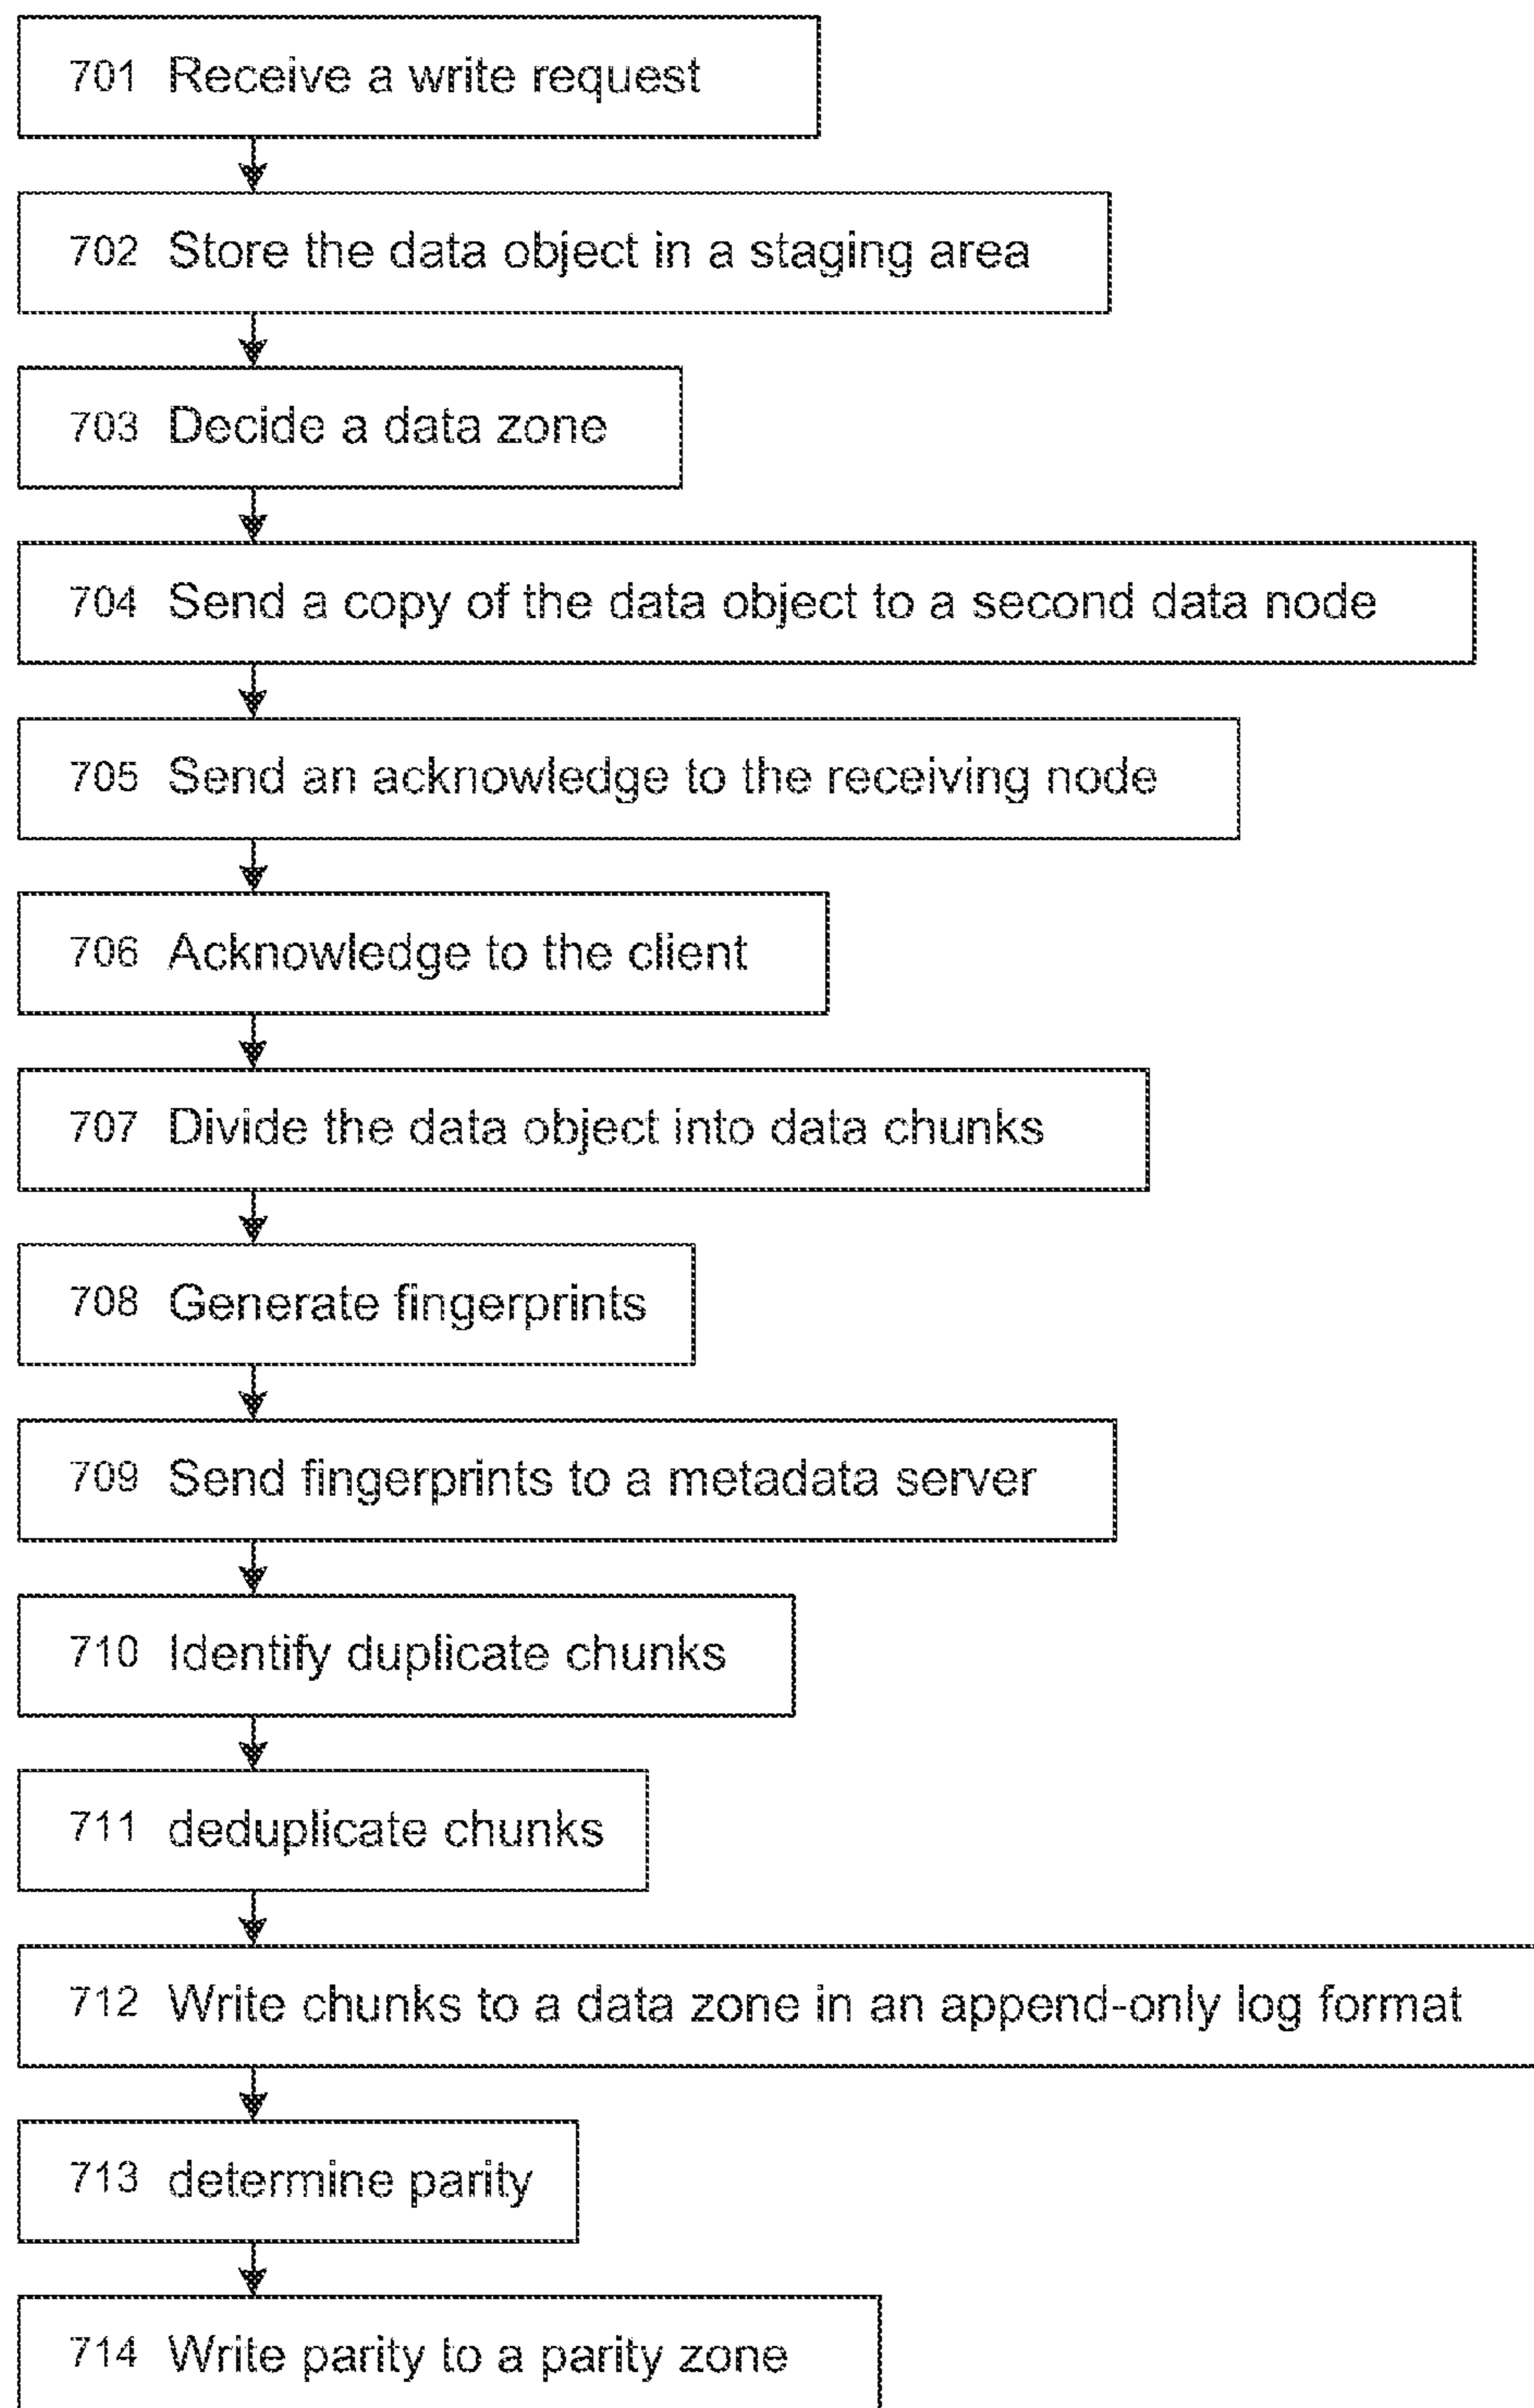 701 Receive a write request
702 Store the data object in a staging area
703 Decide a data zone
704 Send a copy of the data object to a second data node
705 Send an acknowledge to the receiving node
706 Acknowledge to the client
707 Divide the data object into data chunks
708 Generate fingerprints
709 Send fingerprints to a metadata server
710 Identify duplicate chunks
711 deduplicate chunks
712 Write chunks to a data zone in an append-only log format
713 determine parity
714 Write parity to a parity zone